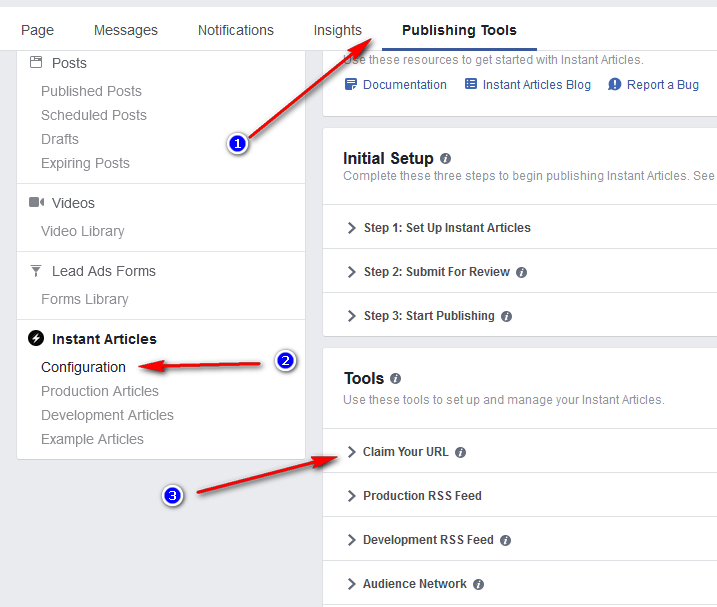 Page Messages Notifications Insights Publishing Tools
Posts
Published Posts
Scheduled Posts
Drafts
Expiring Posts
Videos
Video Library
Lead Ads Forms
Forms Library
Instant Articles
Configuration
Production Articles
Development Articles
Example Articles
1
2
3
Use these resources to get started with Instant Articles.
Documentation Instant Articles Blog Report a Bug
Initial Setup
Complete these three steps to begin publishing Instant Articles. See
Step 1: Set Up Instant Articles
Step 2: Submit For Review
Step 3: Start Publishing
Tools
Use these tools to set up and manage your Instant Articles.
Claim Your URL
Production RSS Feed
Development RSS Feed
Audience Network